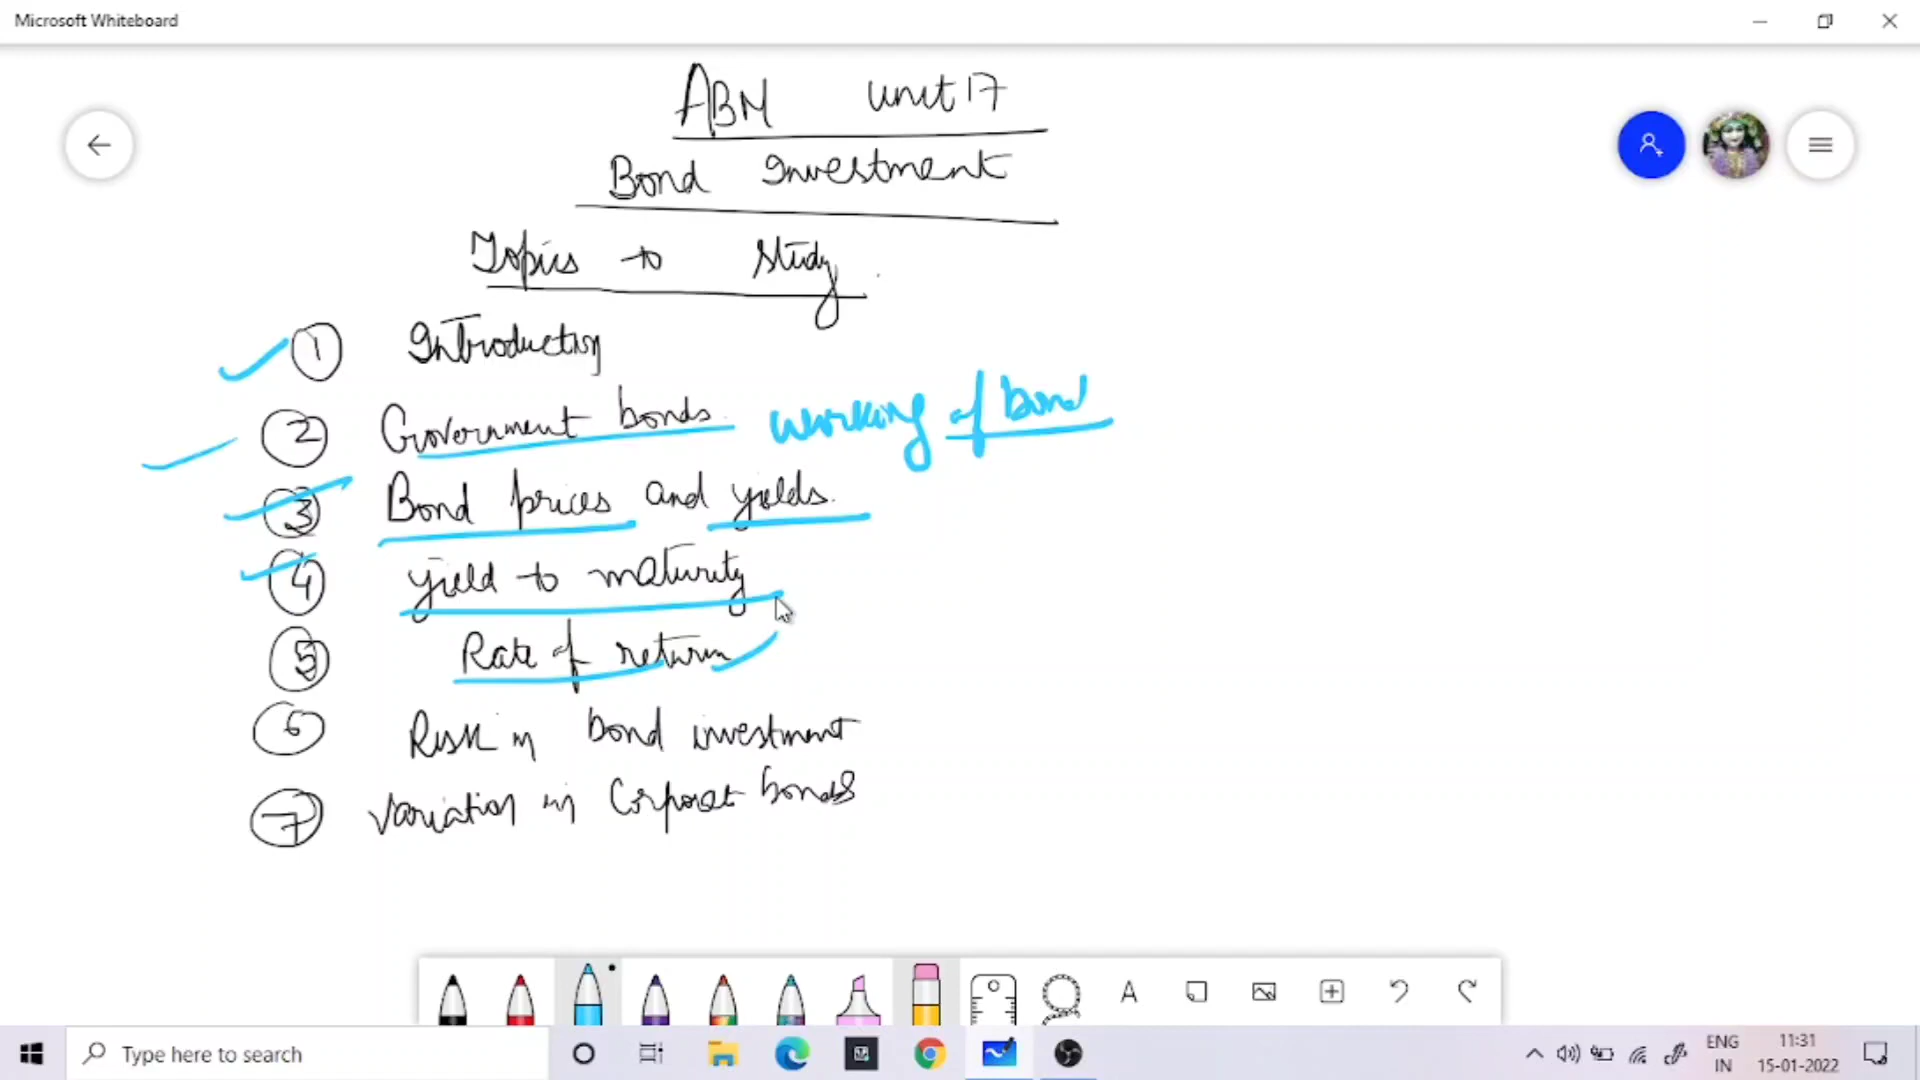 Microsoft Whiteboard
ABM unit 17
Bond Investment
Topics to study
1 Introduction
2 Government bonds. working of bond
3 Bond prices and yields.
4 yield to maturity
5 Rate of return
6 Risk in bond investment
7 Variation in Corporat bonds
A
Type here to search
ENG
IN
11:31
15-01-2022